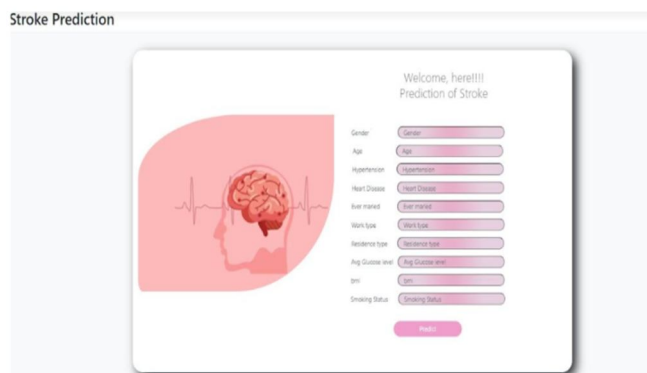 Stroke Prediction
Welcome, here!!!!
Prediction of Stroke
Gender Gender
Age Age
Hypertension Hypertension
Heart Disease Heart Disease
Ever married Ever married
Work type Work type
Residence type Residence type
Avg Glucose level Avg Glucose level
bmi bmi
Smoking Status Smoking Status
Predict